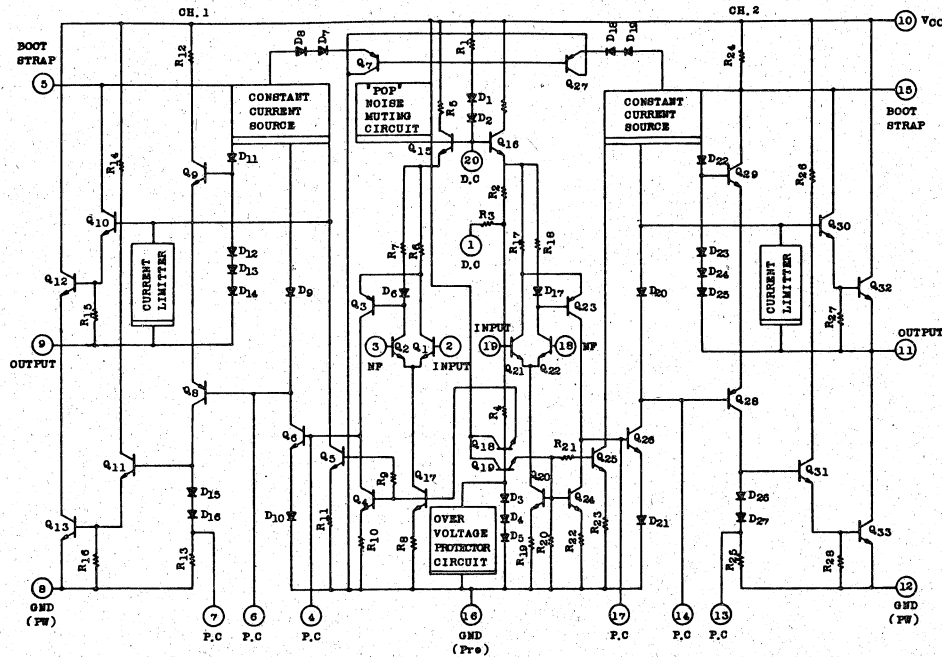 CH.1
CH.2
10 VCC
R12
D8 D7
Q7
R1
D18 D19
Q27
R24
BOOT
STRAP
5
15
BOOT
STRAP
CONSTANT
CURRENT
SOURCE
"POP"
NOISE
MUTING
CIRCUIT
R5
D1
D2
CONSTANT
CURRENT
SOURCE
Q15
Q16
20
D.C
R14
Q9
D11
D22
Q29
R26
R2
R3
1
D.C
Q10
Q30
R7
R6
R17
R18
CURRENT
LIMITTER
D12
D13
D14
D23
D24
D25
CURRENT
LIMITTER
Q12
Q32
R15
R27
D9
D6
Q3
D17
Q23
D20
9
OUTPUT
3
NF
Q2
Q1
2
INPUT
INPUT
19
Q21
Q22
18
NF
OUTPUT
11
Q8
Q28
R4
Q6
Q5
Q18
Q19
R21
Q25
Q26
Q11
Q31
R9
Q4
Q17
Q20
Q24
D15
D16
D3
D4
D5
D26
D27
Q13
Q33
R16
R13
D10
R11
R10
R8
OVER
VOLTAGE
PROTECTOR
CIRCUIT
R19
R20
R22
R23
D21
R25
R28
8
GND
(PW)
7
P.C
6
P.C
4
P.C
16
GND
(Pre)
17
P.C
14
P.C
13
P.C
12
GND
(PW)